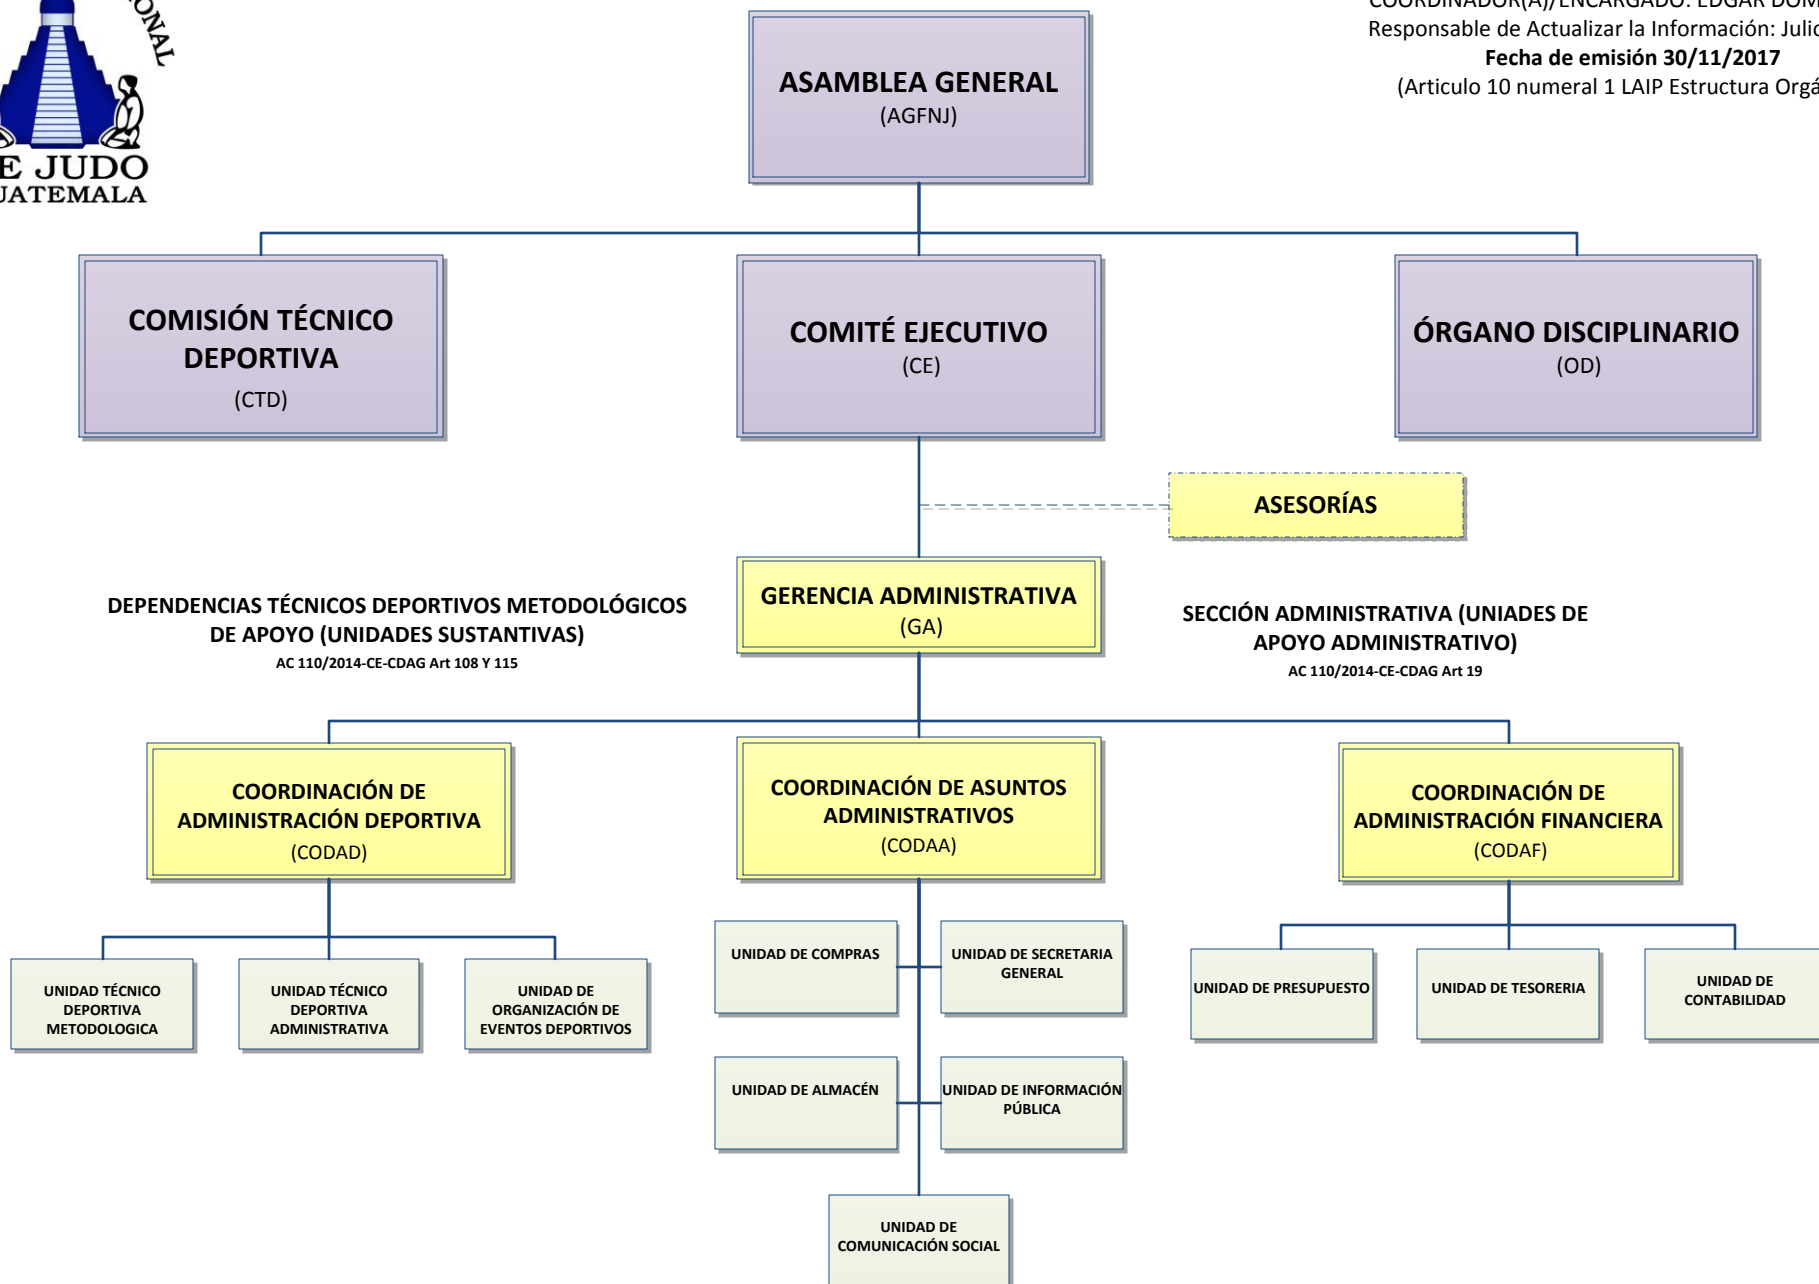 COORDINADOR(A)/ENCARGADO: EDGAR
Responsable de Actualizar la Información:
Fecha de emisión 30/11/2017
(Articulo 10 numeral 1 LAIP Estructura
JUDO
ASAMBLEA GENERAL
(AGFNJ)
COMISIÓN TÉCNICO
DEPORTIVA
(CTD)
COMITÉ EJECUTIVO
(CE)
ÓRGANO DISCIPLINARIO
(OD)
ASESORÍAS
GERENCIA ADMINISTRATIVA
(GA)
DEPENDENCIAS TÉCNICOS DEPORTIVOS METODOLÓGICOS
DE APOYO (UNIDADES SUSTANTIVAS)
AC 110/2014-CE-CDAG Art 108 Y 115
SECCIÓN ADMINISTRATIVA (UNIADES DE
APOYO ADMINISTRATIVO)
AC 110/2014-CE-CDAG Art 19
COORDINACIÓN DE
ADMINISTRACIÓN DEPORTIVA
(CODAD)
COORDINACIÓN DE ASUNTOS
ADMINISTRATIVOS
(CODAA)
COORDINACIÓN DE
ADMINISTRACIÓN FINANCIERA
(CODAF)
UNIDAD TÉCNICO
DEPORTIVA
METODOLOGICA
UNIDAD TÉCNICO
DEPORTIVA
ADMINISTRATIVA
UNIDAD DE
ORGANIZACIÓN DE
EVENTOS DEPORTIVOS
UNIDAD DE COMPRAS
UNIDAD DE SECRETARIA
GENERAL
UNIDAD DE PRESUPUESTO
UNIDAD DE TESORERIA
UNIDAD DE
CONTABILIDAD
UNIDAD DE ALMACÉN
UNIDAD DE INFORMACIÓN
PÚBLICA
UNIDAD DE
COMUNICACIÓN SOCIAL